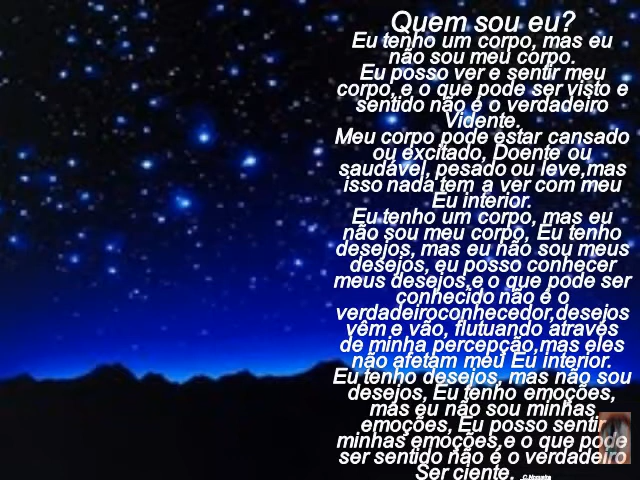 Quem sou eu?
Eu tenho um corpo, mas eu
não sou meu corpo.
Eu posso ver e sentir meu
corpo,,e o que pode ser visto e
sentido não é o verdadeiro
Vidente.
Meu corpo pode estar cansado
ou excitado, Doente ou
saudável, pesado ou leve,mas
isso nada tem a ver com meu
Eu interior.
Eu tenho um corpo, mas eu
não sou meu corpo, Eu tenho
desejos, mas eu não sou meus
desejos, eu posso conhecer
meus desejos,e o que pode ser
conhecido não é o
verdadeiroconhecedor,desejos
vêm e vão, flutuando através
de minha percepção,mas eles
não afetam meu Eu interior.
Eu tenho desejos, mas não sou
desejos, Eu tenho emoções,
mas eu não sou minhas
emoções, Eu posso sentir
minhas emoções,e o que pode
ser sentido não é o verdadeiro
Ser ciente.